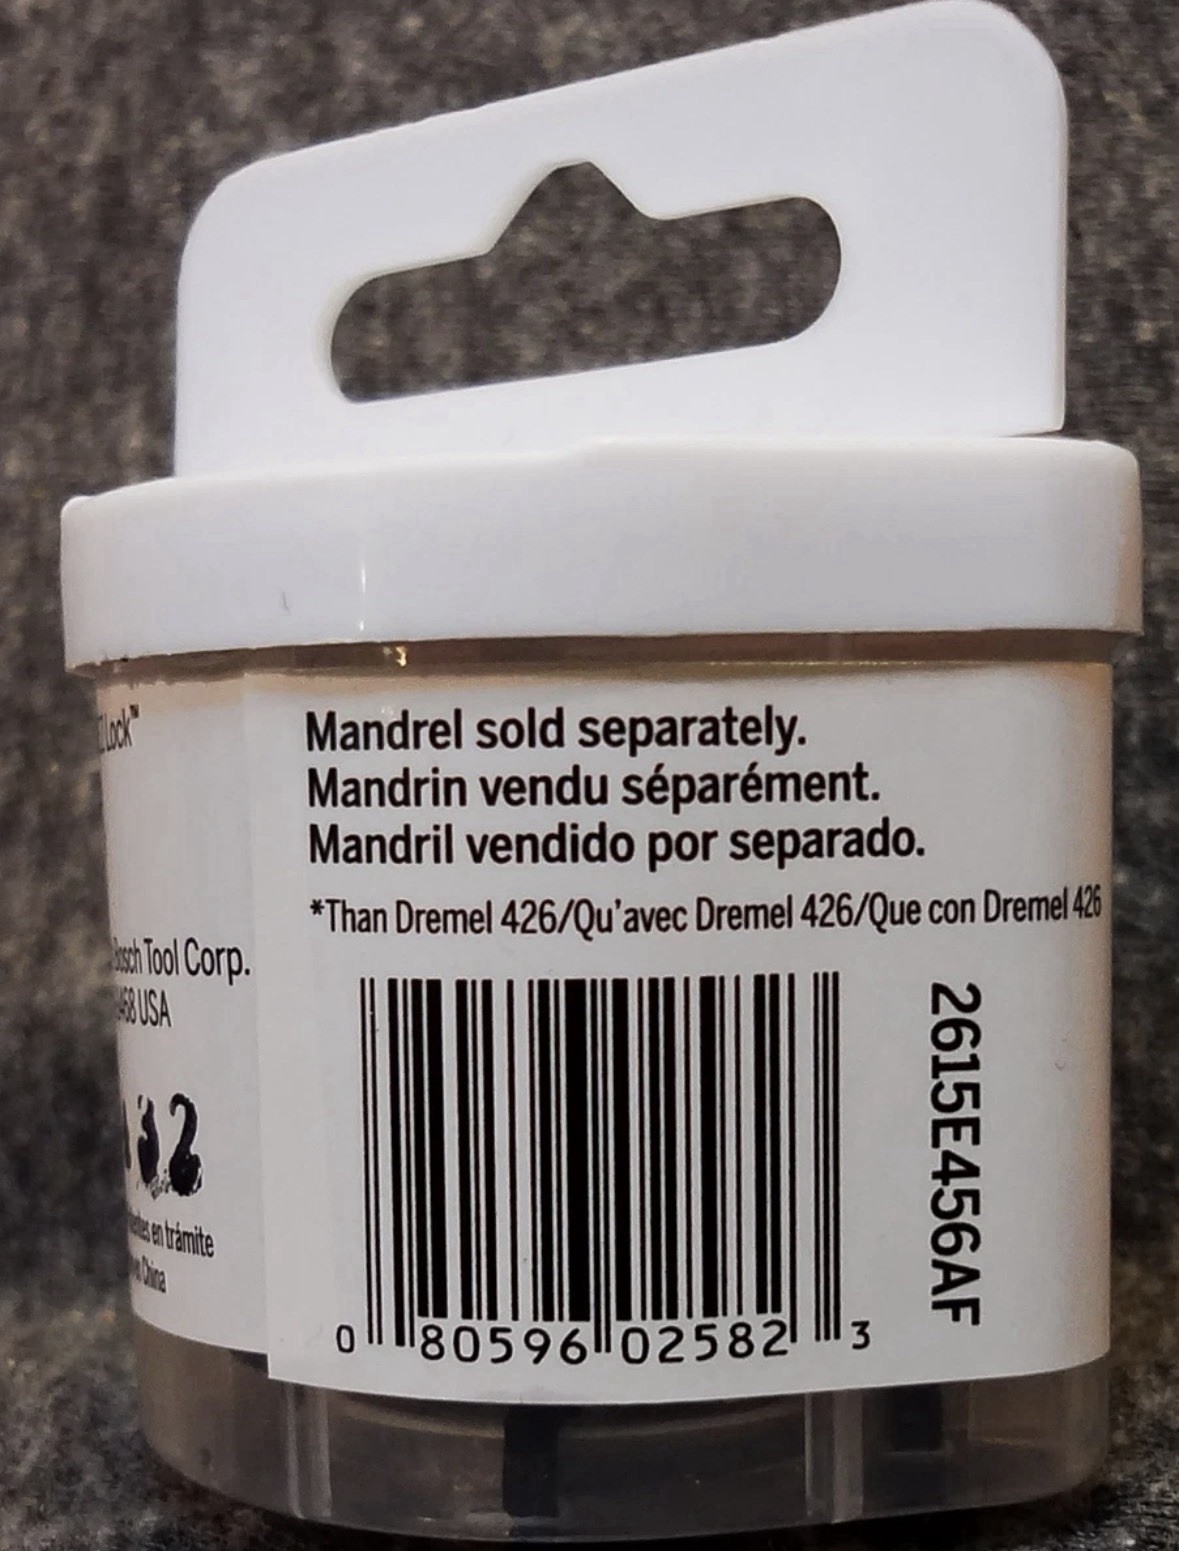 Lock™
Mandrel sold separately.
Mandrin vendu séparément.
Mandril vendido por separado.
*Than Dremel 426/Qu'avec Dremel 426/Que con Dremel 426
Bosch Tool Corp.
USA
en trámite
China
2615E456AF
0 80596 02582 3